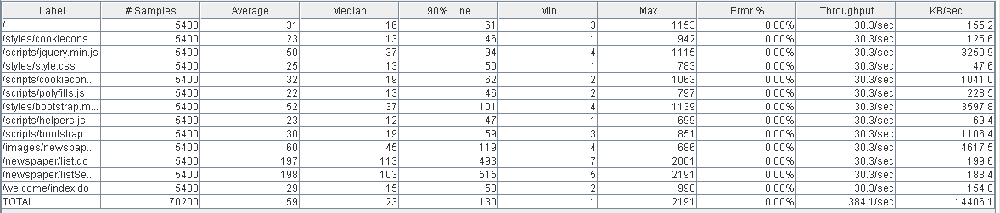 Label # Samples Average Median 90% Line Min Max Error % Throughput KB/sec
/ 5400 31 16 61 3 1153 0.00% 30.3/sec 155.2
/styles/cookiecons... 5400 23 13 46 1 942 0.00% 30.3/sec 125.6
/scripts/jquery.min.js 5400 50 37 94 4 1115 0.00% 30.3/sec 3250.9
/styles/style.css 5400 25 13 50 1 783 0.00% 30.3/sec 47.6
/scripts/cookiecon... 5400 32 19 62 2 1063 0.00% 30.3/sec 1041.0
/scripts/polyfills.js 5400 22 13 46 2 797 0.00% 30.3/sec 228.5
/styles/bootstrap.m... 5400 52 37 101 4 1139 0.00% 30.3/sec 3597.8
/scripts/helpers.js 5400 23 12 47 1 699 0.00% 30.3/sec 69.4
/scripts/bootstrap.... 5400 30 19 59 3 851 0.00% 30.3/sec 1106.4
/images/newspap... 5400 60 45 119 4 686 0.00% 30.3/sec 4617.5
/newspaper/list.do 5400 197 113 493 7 2001 0.00% 30.3/sec 199.6
/newspaper/listSe... 5400 198 103 515 5 2191 0.00% 30.3/sec 188.4
/welcome/index.do 5400 29 15 58 2 998 0.00% 30.3/sec 154.8
TOTAL 70200 59 23 130 1 2191 0.00% 384.1/sec 14406.1